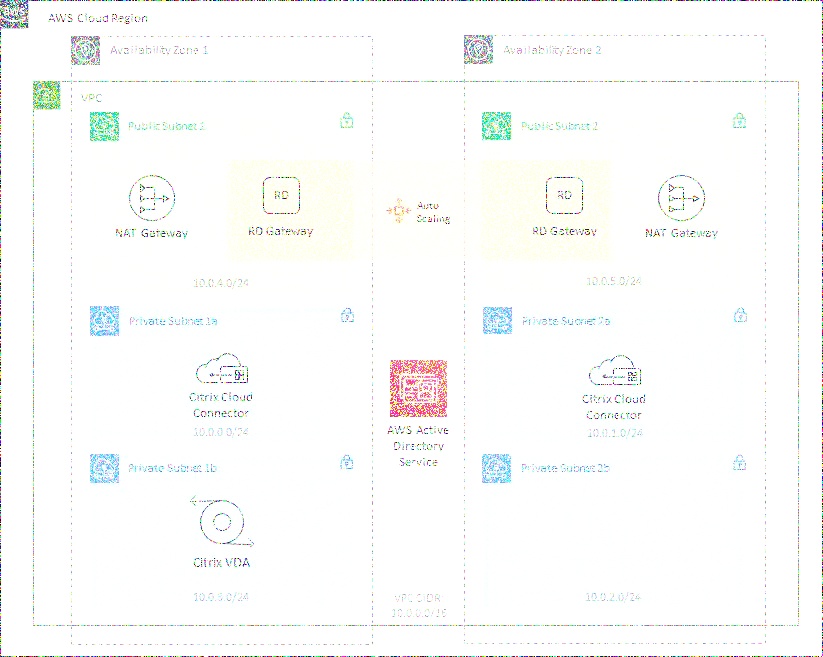 AWS Cloud Region
Availability Zone 1
Availability Zone 2
VPC
Public Subnet 2
Public Subnet
RD
RD
Auto
Scaling
NAT Gateway
RD Gateway
RD Gateway
NAT Gateway
10.0.4.0/24
10.0.5.0/24
Private Subnet 1a
Private Subnet 2a
Citrix Cloud
Connector
10.0.0.0/24
AWS Active
Directory
Service
Citrix Cloud
Connector
10.0.1.0/24
Private Subnet 1b
Private Subnet 2b
Citrix VDA
10.0.3.0/24
VPC CIDR
10.0.0.0/16
10.0.2.0/24